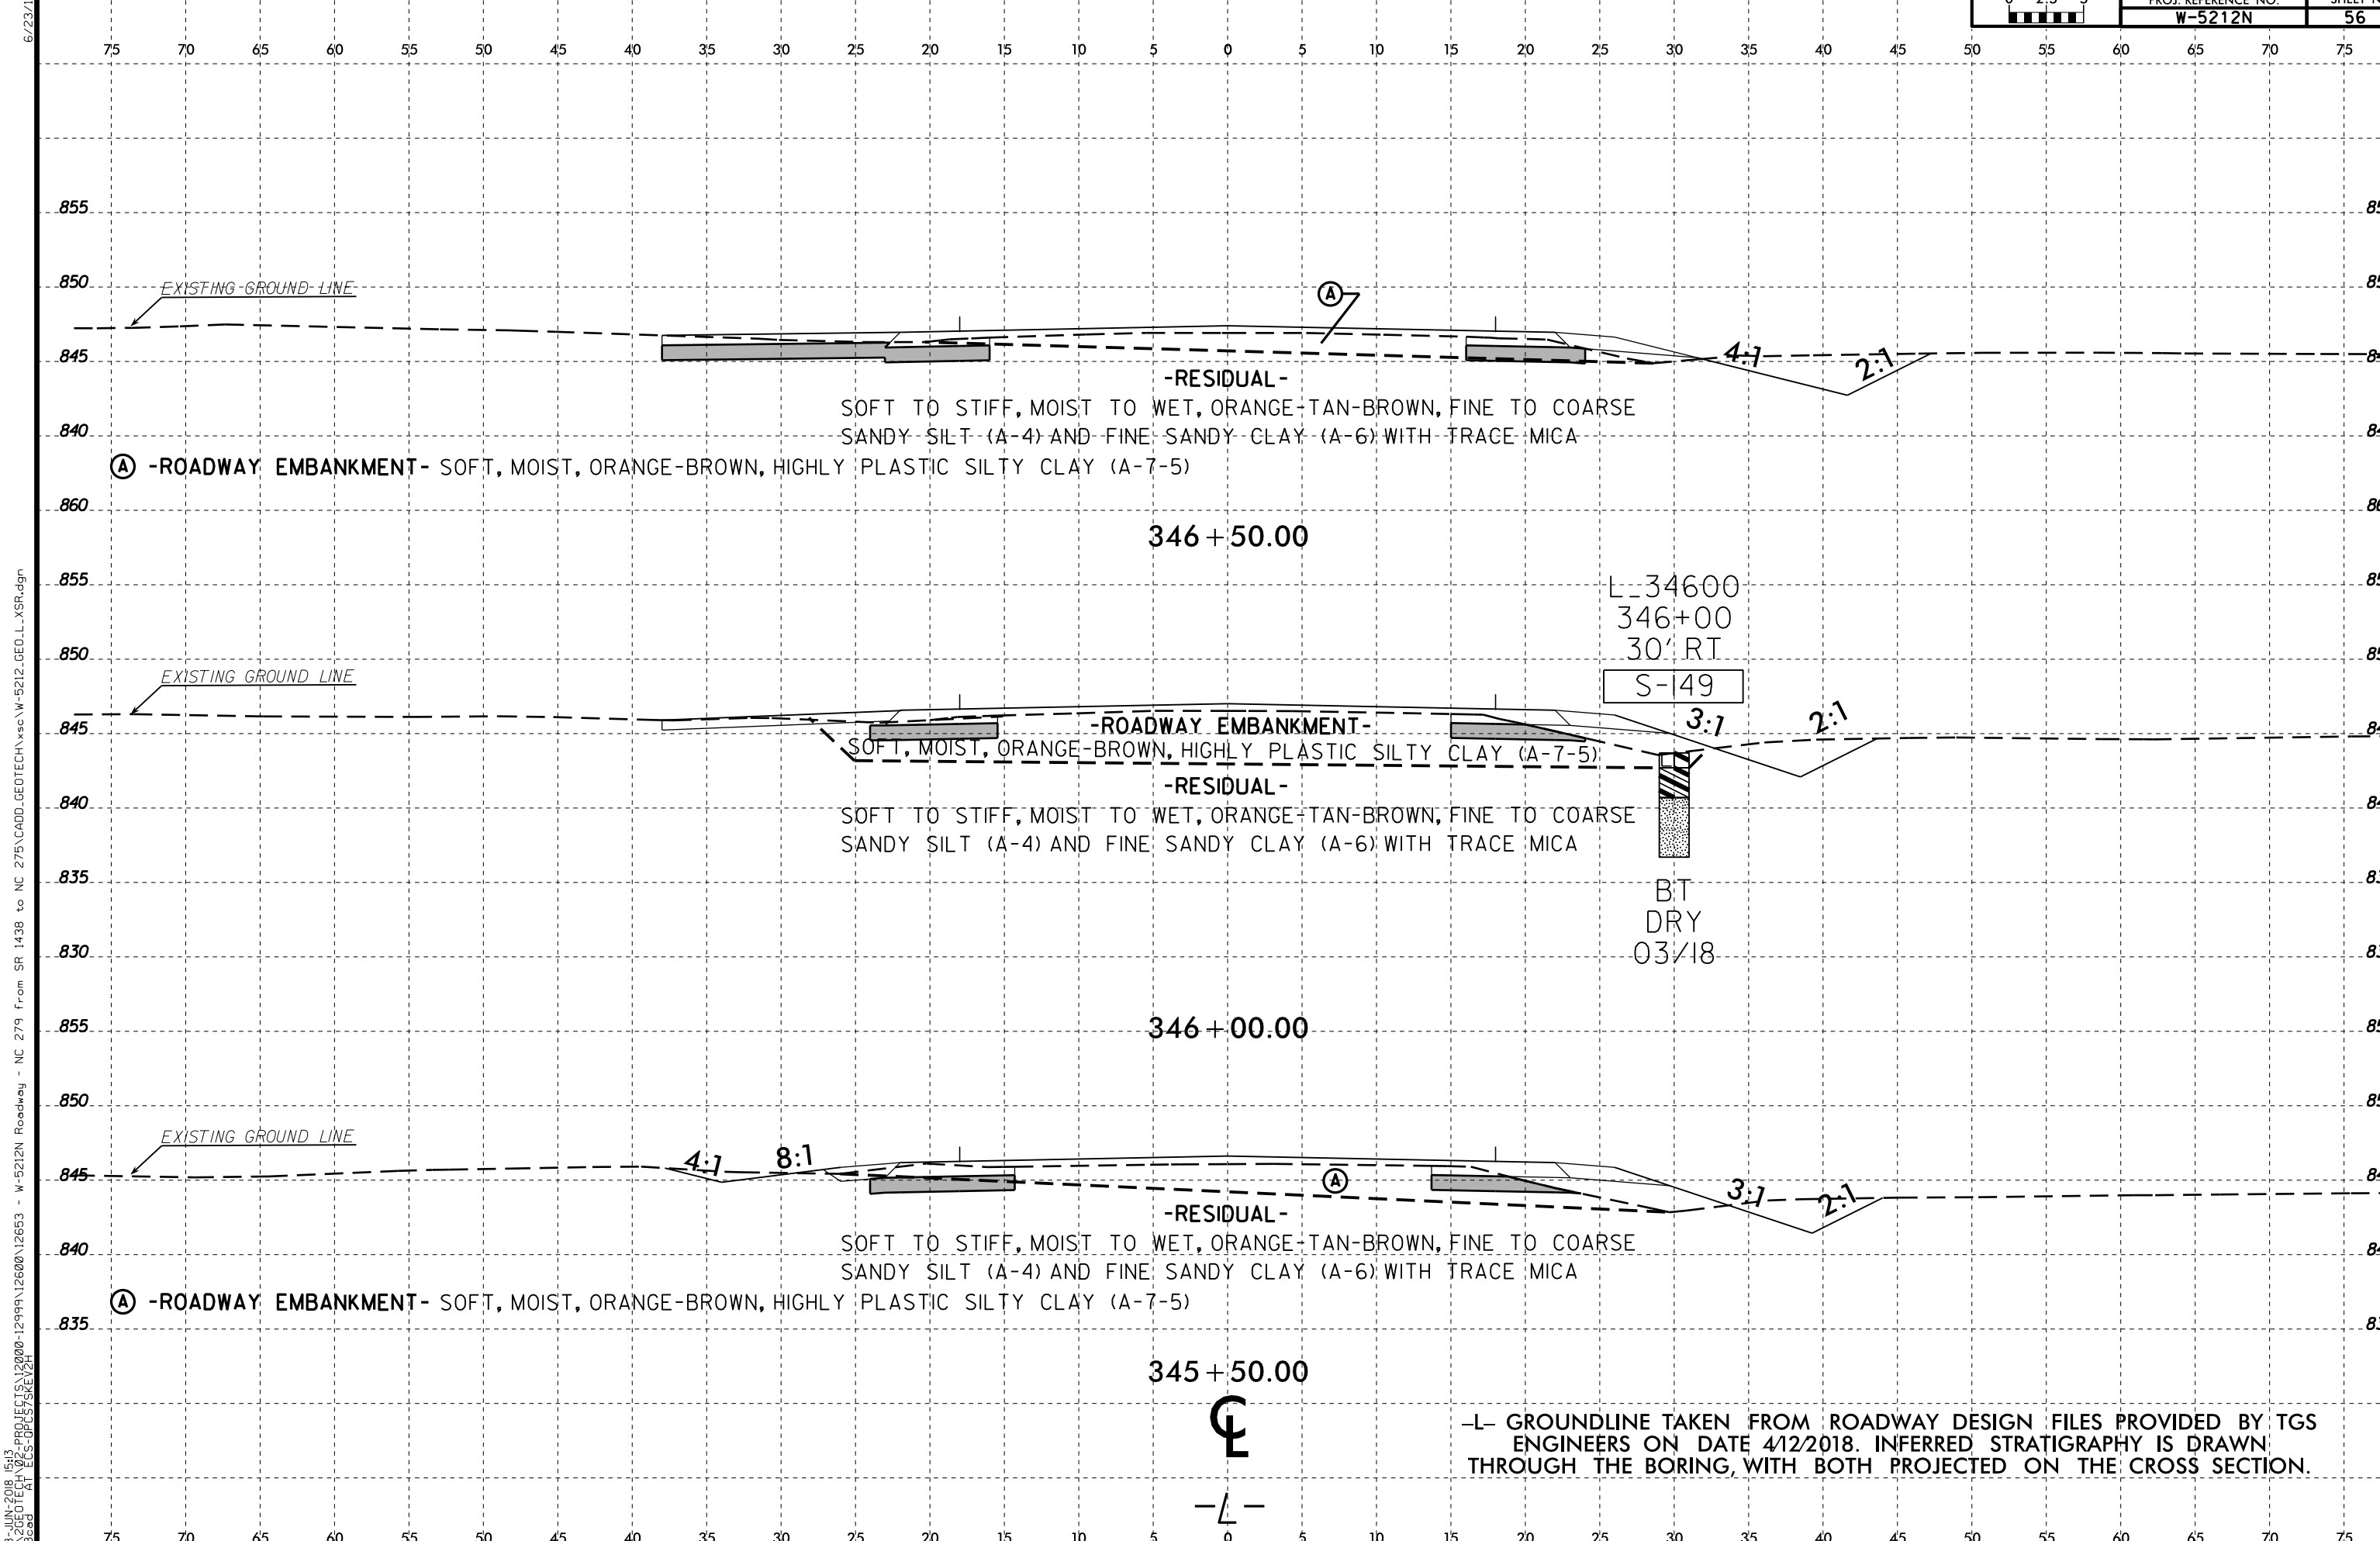 0 2.5 5
PROJ. REFERENCE NO.
W-5212N
56
75 70 65 60 55 50 45 40 35 30 25 20 15 10 5 0 5 10 15 20 25 30 35 40 45 50 55 60 65 70 75
855
850
EXISTING GROUND LINE
A
845
4:1
2:1
-RESIDUAL-
SOFT TO STIFF, MOIST TO WET, ORANGE-TAN-BROWN, FINE TO COARSE
840
SANDY SILT (A-4) AND FINE SANDY CLAY (A-6) WITH TRACE MICA
A -ROADWAY EMBANKMENT- SOFT, MOIST, ORANGE-BROWN, HIGHLY PLASTIC SILTY CLAY (A-7-5)
860
346+50.00
855
L_34600
346+00
30' RT
850
EXISTING GROUND LINE
S-149
845
3:1
2:1
-ROADWAY EMBANKMENT-
SOFT, MOIST, ORANGE-BROWN, HIGHLY PLASTIC SILTY CLAY (A-7-5)
-RESIDUAL-
840
SOFT TO STIFF, MOIST TO WET, ORANGE-TAN-BROWN, FINE TO COARSE
SANDY SILT (A-4) AND FINE SANDY CLAY (A-6) WITH TRACE MICA
835
BT
DRY
03/18
830
346+00.00
855
850
EXISTING GROUND LINE
4:1
8:1
845
A
3:1
2:1
-RESIDUAL-
SOFT TO STIFF, MOIST TO WET, ORANGE-TAN-BROWN, FINE TO COARSE
840
SANDY SILT (A-4) AND FINE SANDY CLAY (A-6) WITH TRACE MICA
A -ROADWAY EMBANKMENT- SOFT, MOIST, ORANGE-BROWN, HIGHLY PLASTIC SILTY CLAY (A-7-5)
835
345+50.00
CL
-L-
-L- GROUNDLINE TAKEN FROM ROADWAY DESIGN FILES PROVIDED BY TGS
ENGINEERS ON DATE 4/12/2018. INFERRED STRATIGRAPHY IS DRAWN
THROUGH THE BORING, WITH BOTH PROJECTED ON THE CROSS SECTION.
75 70 65 60 55 50 45 40 35 30 25 20 15 10 5 0 5 10 15 20 25 30 35 40 45 50 55 60 65 70 75